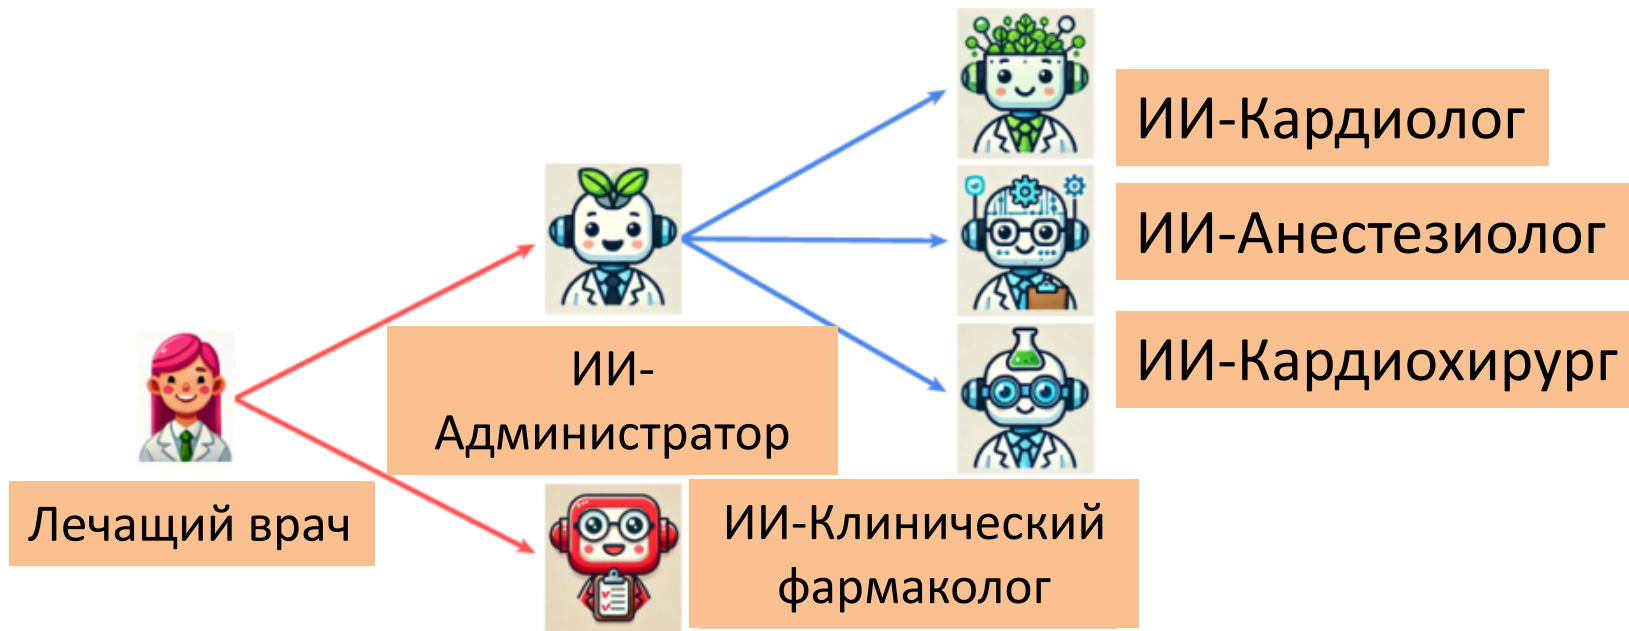 ИИ-Кардиолог
ИИ-Анестезиолог
ИИ-Кардиохирург
ИИ-
Администратор
Лечащий врач
ИИ-Клинический
фармаколог